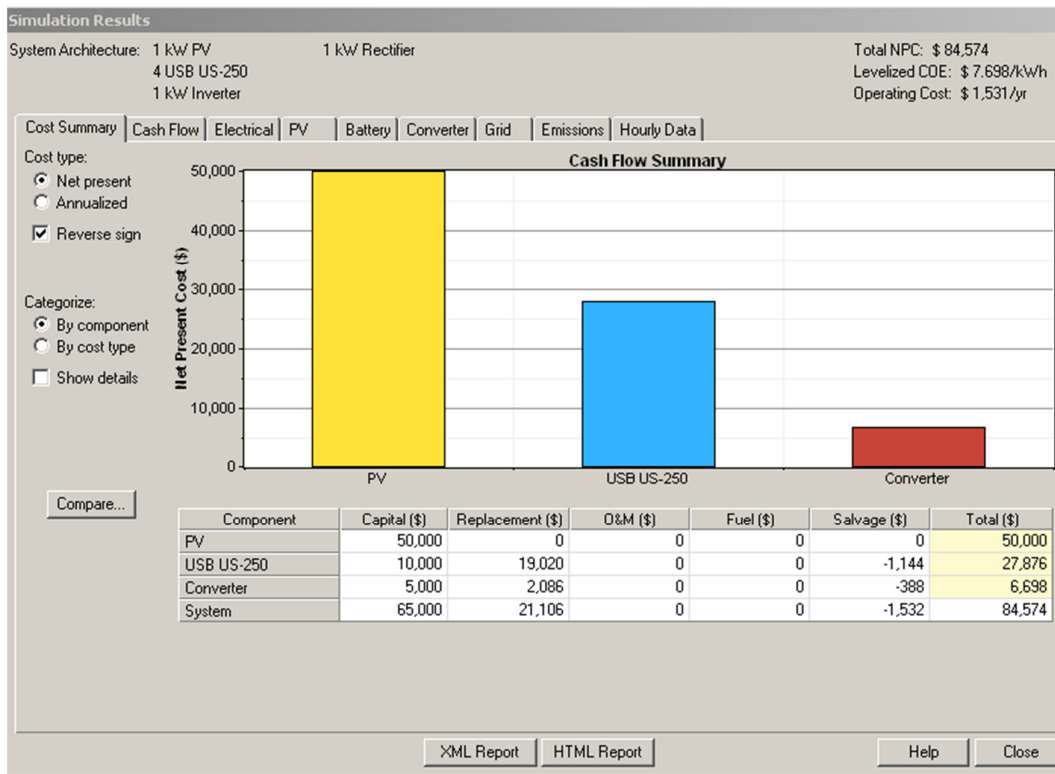 Simulation Results
System Architecture: 1 kW PV 1 kW Rectifier Total NPC: $ 84,574
4 USB US-250 Levelized COE: $ 7.698/kWh
1 kW Inverter Operating Cost: $ 1,531/yr
Cost Summary Cash Flow Electrical PV Battery Converter Grid Emissions Hourly Data
Cost type:
Net present
Annualized
Reverse sign
Categorize:
By component
By cost type
Show details
Compare...
Cash Flow Summary
Net Present Cost ($)
50,000
40,000
30,000
20,000
10,000
0
PV USB US-250 Converter
Component Capital ($) Replacement ($) O&M ($) Fuel ($) Salvage ($) Total ($)
PV 50,000 0 0 0 0 50,000
USB US-250 10,000 19,020 0 0 -1,144 27,876
Converter 5,000 2,086 0 0 -388 6,698
System 65,000 21,106 0 0 -1,532 84,574
XML Report HTML Report Help Close